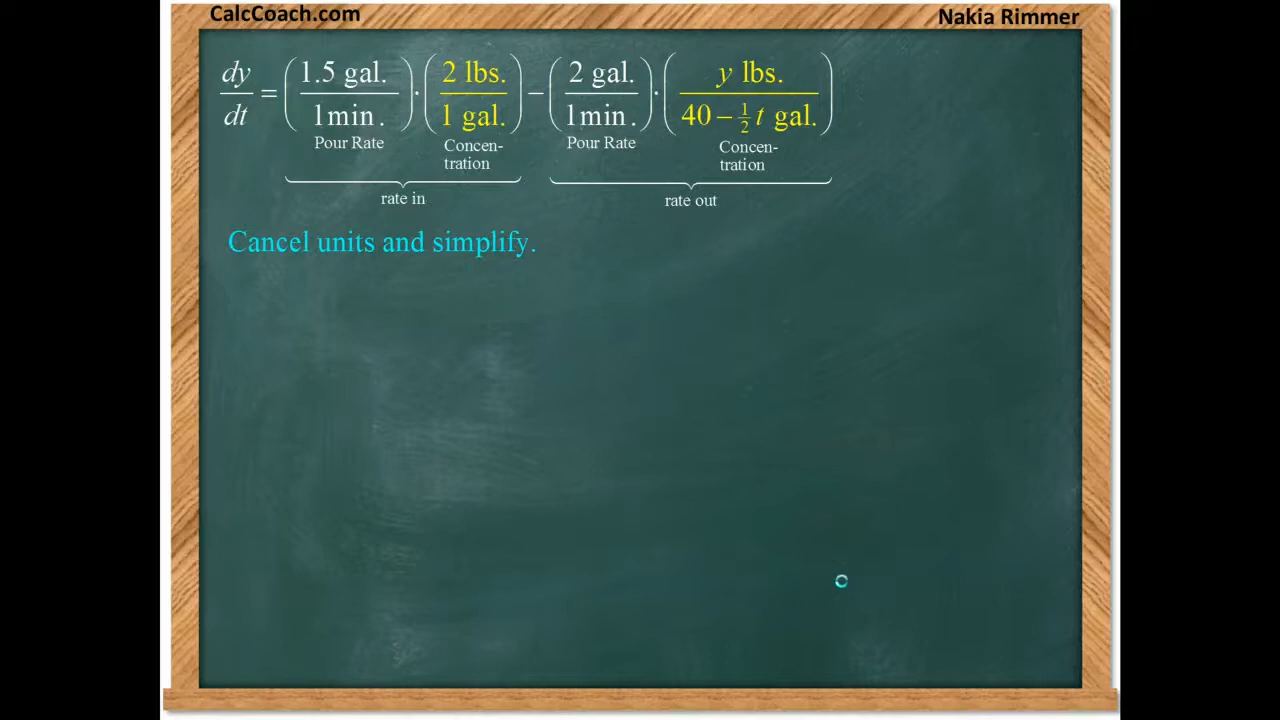 CalcCoach.com
Nakia Rimmer
dy/dt = (1.5 gal./1 min.) · (2 lbs./1 gal.) − (2 gal./1 min.) · (y lbs./40 − 1/2 t gal.)
Pour Rate Concen-tration Pour Rate Concen-tration
rate in rate out
Cancel units and simplify.